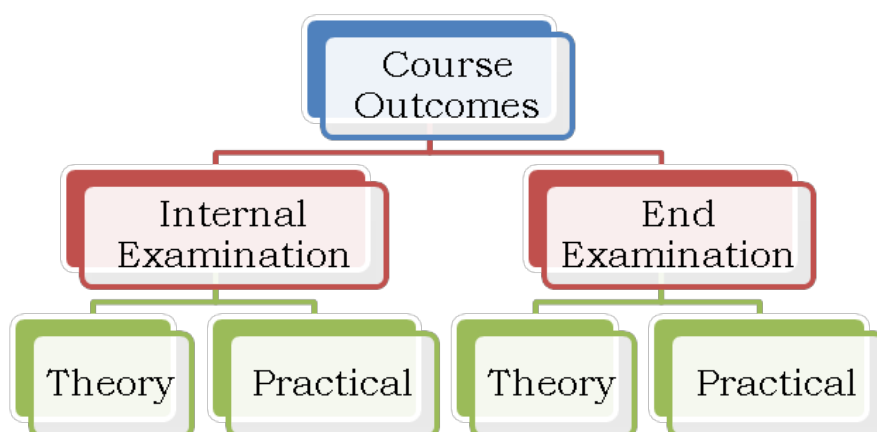 Course
Outcomes
Internal
Examination
End
Examination
Theory
Practical
Theory
Practical